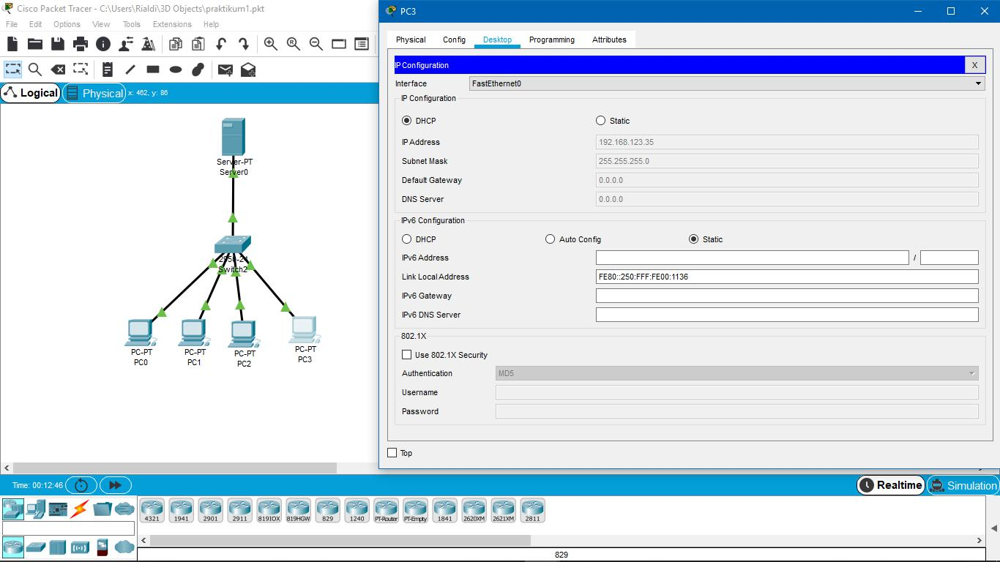 Cisco Packet Tracer - C:\Users\Rialdi\3D Objects\praktikum1.pkt
File Edit Options View Tools Extensions Help
Logical Physical x: 462, y: 86
Server-PT
Server0
2950-24
Switch2
PC-PT
PC0
PC-PT
PC1
PC-PT
PC2
PC-PT
PC3
PC3
Physical Config Desktop Programming Attributes
IP Configuration X
Interface FastEthernet0
IP Configuration
DHCP Static
IP Address 192.168.123.35
Subnet Mask 255.255.255.0
Default Gateway 0.0.0.0
DNS Server 0.0.0.0
IPv6 Configuration
DHCP Auto Config Static
IPv6 Address /
Link Local Address FE80::250:FFF:FE00:1136
IPv6 Gateway
IPv6 DNS Server
802.1X
Use 802.1X Security
Authentication MD5
Username
Password
Top
Time: 00:12:46 Realtime Simulation
4321 1941 2901 2911 819IOX 819HGW 829 1240 PT-Router PT-Empty 1841 2620XM 2621XM 2811
829